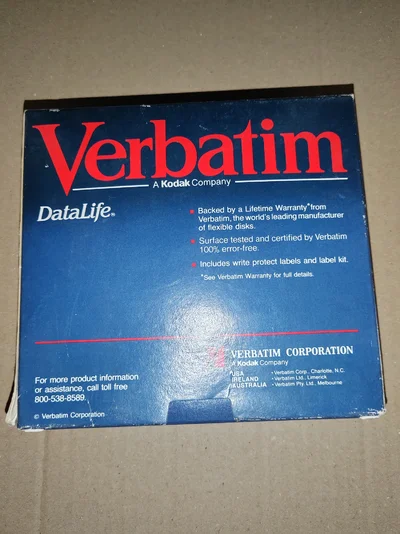 Verbatim
A Kodak Company
DataLife®
Backed by a Lifetime Warranty* from
Verbatim, the world's leading manufacturer
of flexible disks.
Surface tested and certified by Verbatim
100% error-free.
Includes write protect labels and label kit.
*See Verbatim Warranty for full details.
VERBATIM CORPORATION
A Kodak Company
USA • Verbatim Corp., Charlotte, N.C.
IRELAND • Verbatim Ltd., Limerick
AUSTRALIA • Verbatim Pty. Ltd., Melbourne
For more product information
or assistance, call toll free
800-538-8589.
© Verbatim Corporation